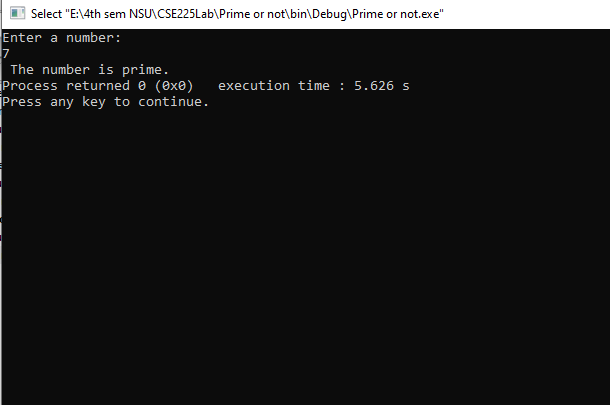 Select "E:\4th sem NSU\CSE225Lab\Prime or not\bin\Debug\Prime or not.exe"
Enter a number:
7
 The number is prime.
Process returned 0 (0x0)   execution time : 5.626 s
Press any key to continue.